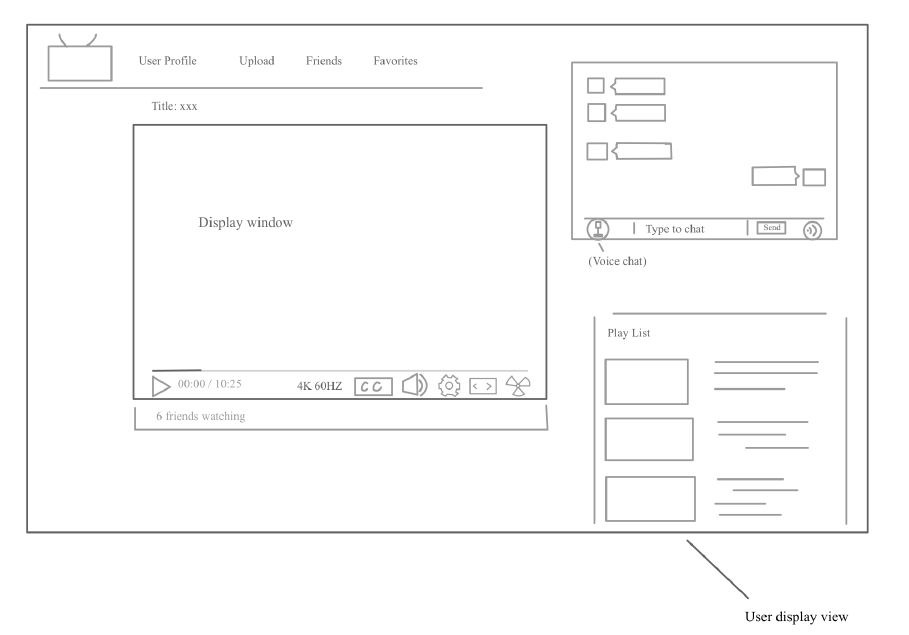 User Profile Upload Friends Favorites
Title: xxx
Display window
00:00 / 10:25 4K 60HZ CC
6 friends watching
Type to chat Send
(Voice chat)
Play List
User display view